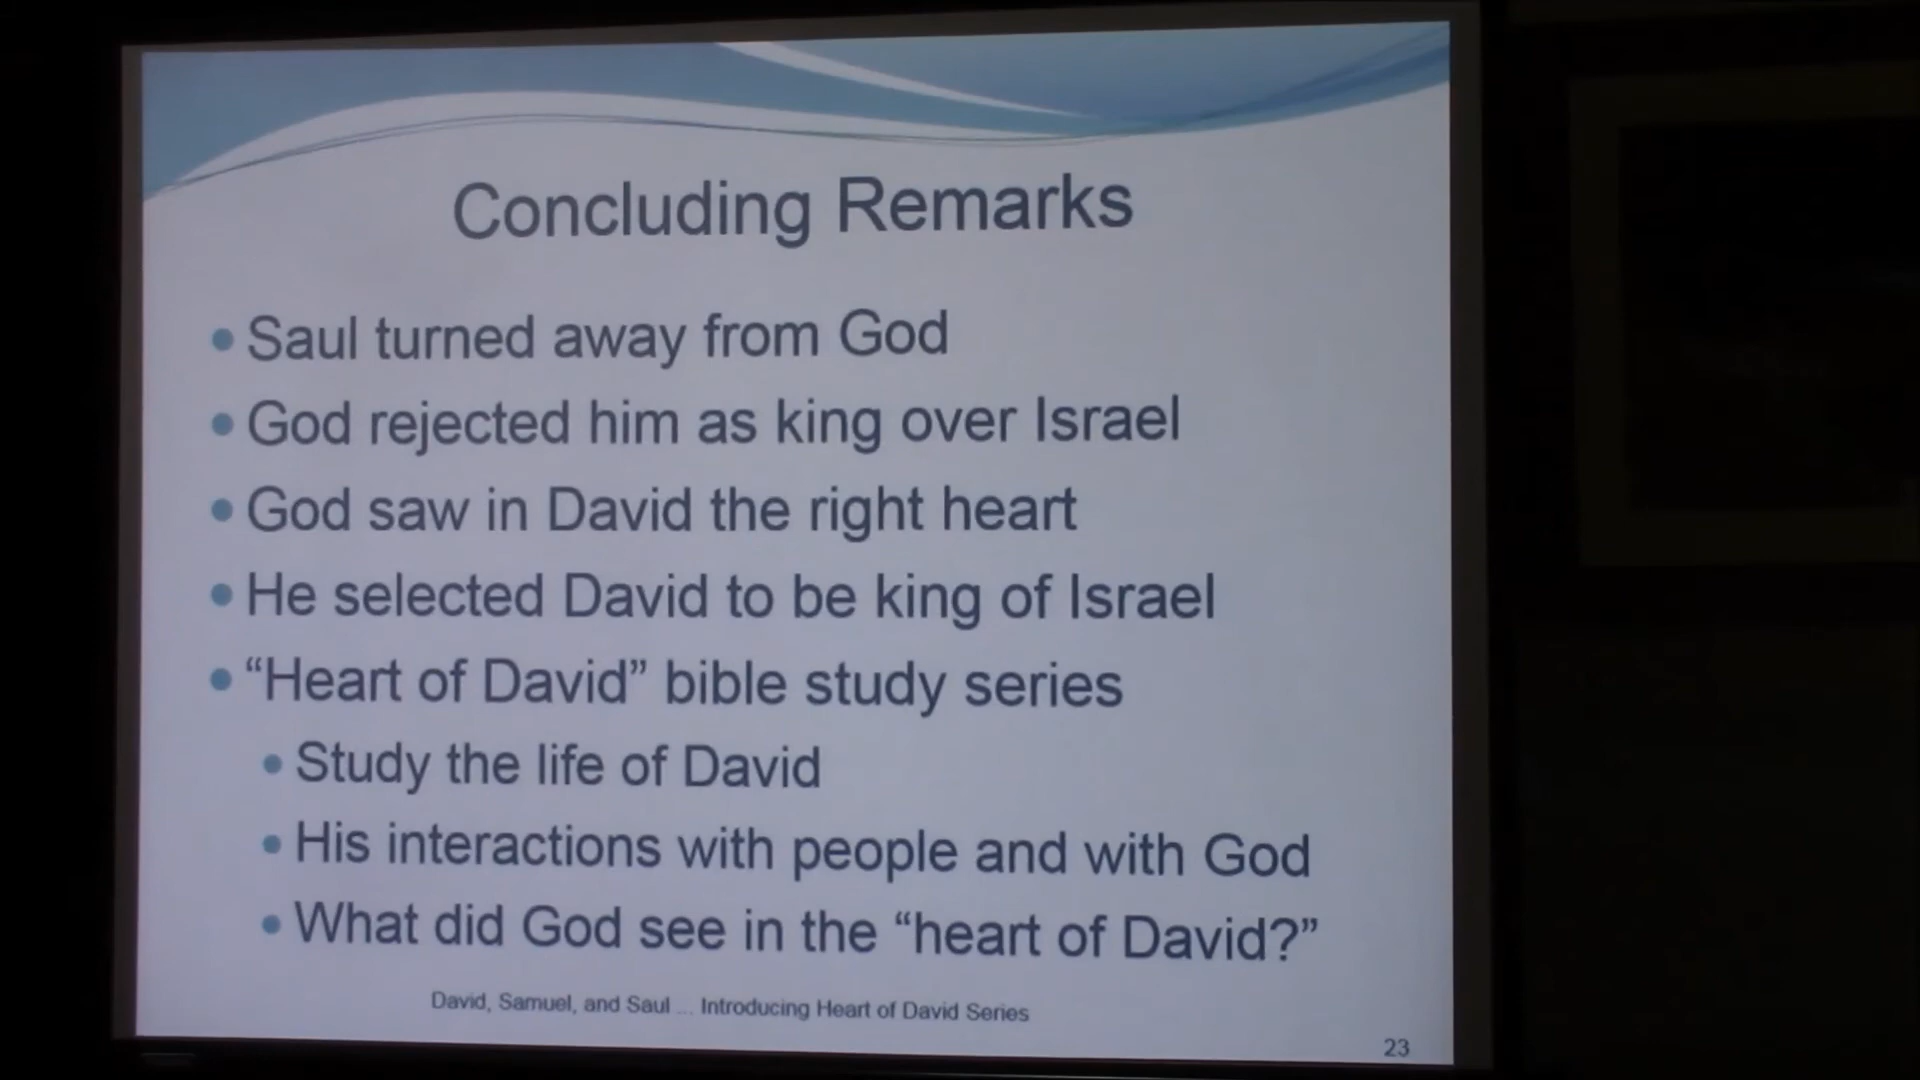 Concluding Remarks
• Saul turned away from God
• God rejected him as king over Israel
• God saw in David the right heart
• He selected David to be king of Israel
• “Heart of David” bible study series
• Study the life of David
• His interactions with people and with God
• What did God see in the “heart of David?”
David, Samuel, and Saul ... Introducing Heart of David Series
23